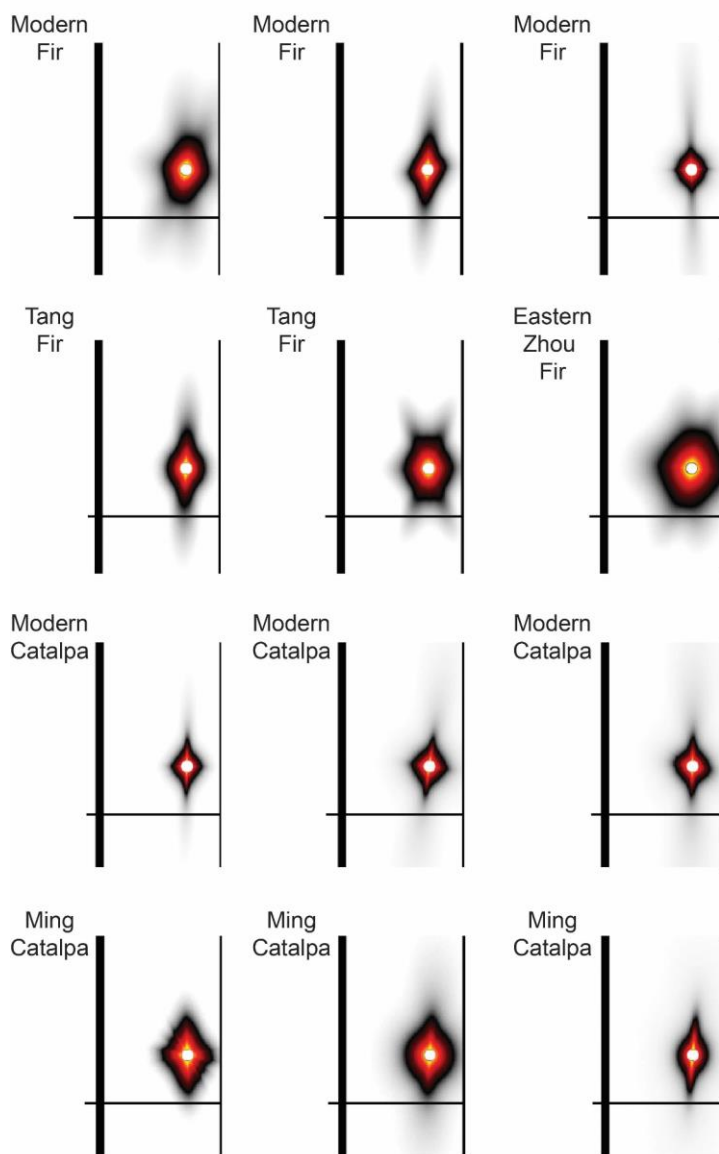 Modern
Fir
Modern
Fir
Modern
Fir
Tang
Fir
Tang
Fir
Eastern
Zhou
Fir
Modern
Catalpa
Modern
Catalpa
Modern
Catalpa
Ming
Catalpa
Ming
Catalpa
Ming
Catalpa